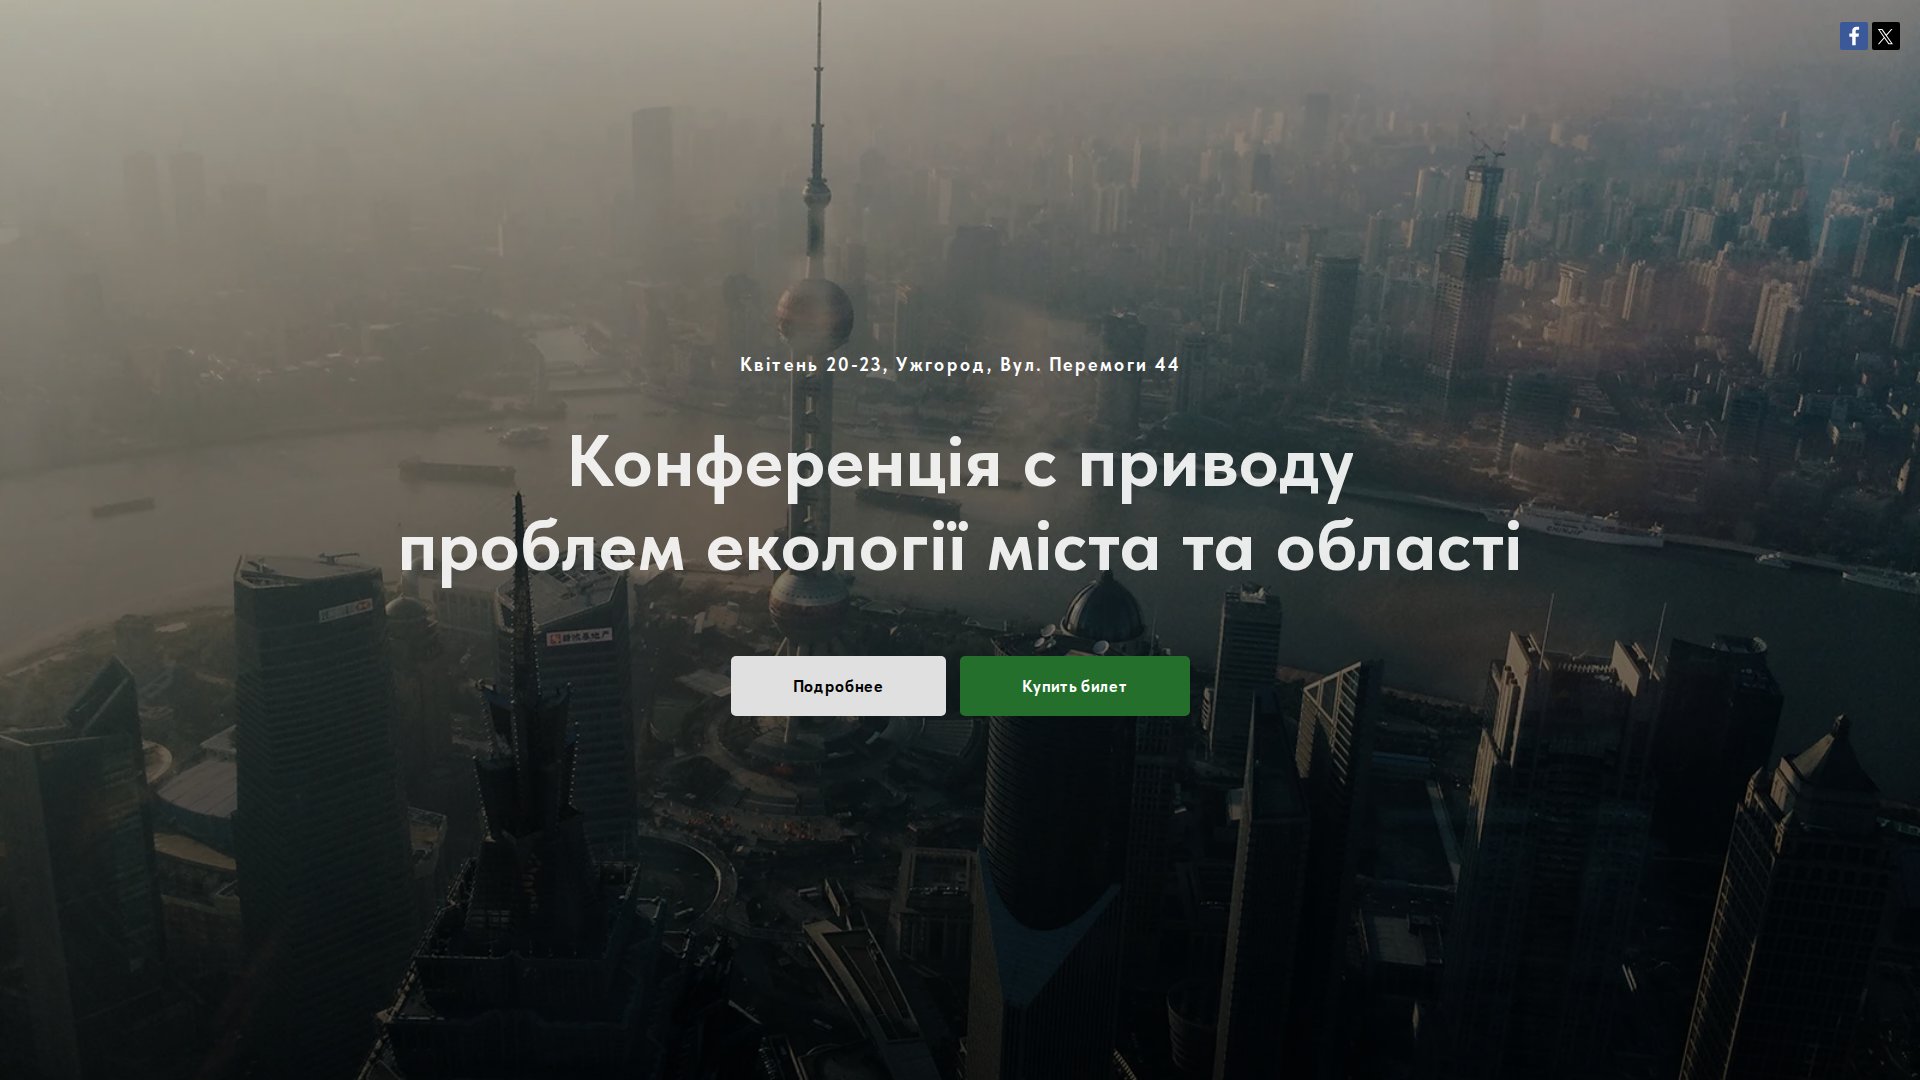 Квітень 20-23, Ужгород, Вул. Перемоги 44
Конференція с приводу
проблем екології міста та області
Подробнее
Купить билет